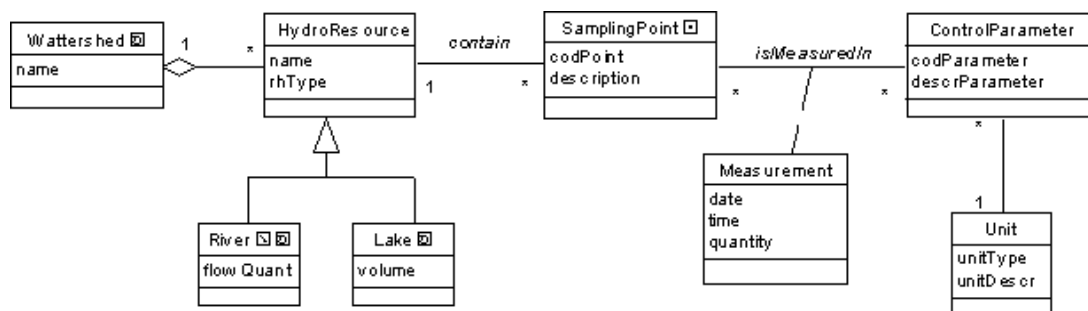 Wattershed
name
1
*
HydroResource
name
rhType
contain
1
*
SamplingPoint
codPoint
description
isMeasuredIn
*
*
ControlParameter
codParameter
descrParameter
*
1
Measurement
date
time
quantity
Unit
unitType
unitDescr
River
flowQuant
Lake
volume